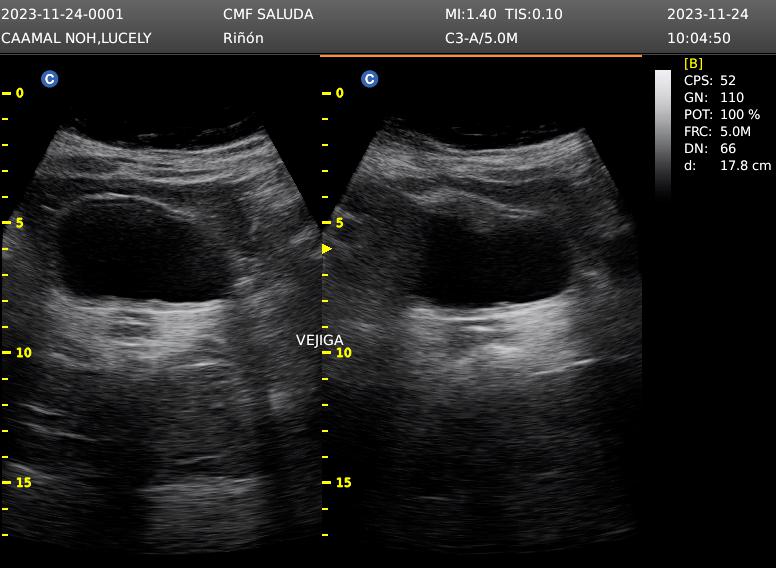 2023-11-24-0001 CMF SALUDA MI:1.40 TIS:0.10 2023-11-24
CAAMAL NOH,LUCELY Riñón C3-A/5.0M 10:04:50
[B]
CPS: 52
GN: 110
POT: 100 %
FRC: 5.0M
DN: 66
d: 17.8 cm
C C
0 0
5 5
VEJIGA
10 10
15 15